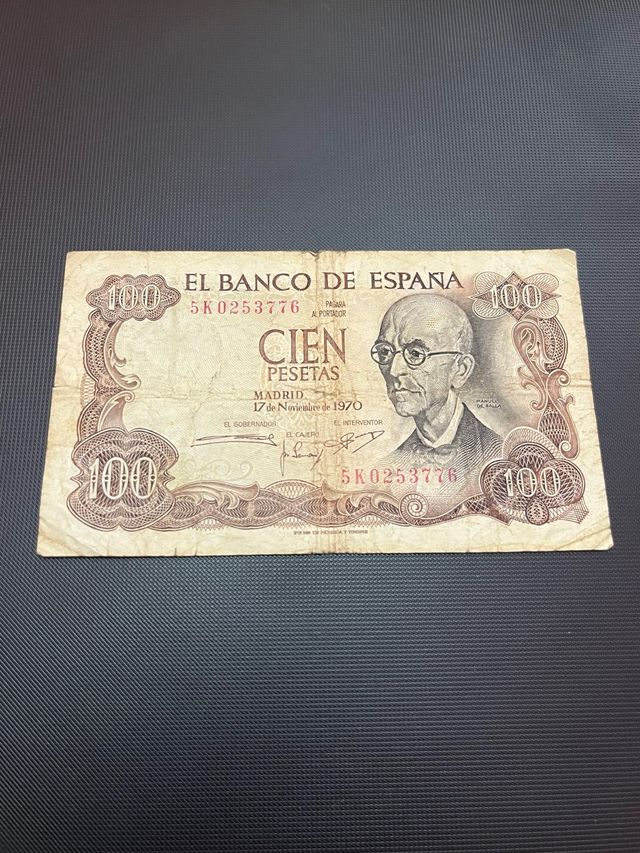 EL BANCO DE ESPAÑA
100
100
5K0253776
PAGARA
AL PORTADOR
CIEN
PESETAS
MADRID
17 de Noviembre de 1970
MANUEL
DE FALLA
EL GOBERNADOR
EL CAJERO
EL INTERVENTOR
5K0253776
100
100